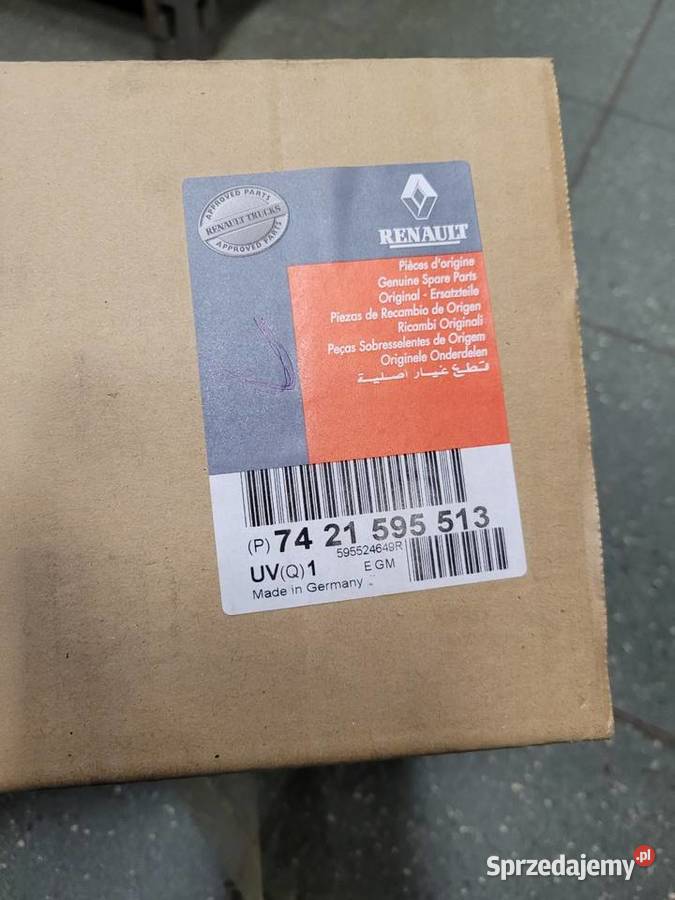 APPROVED PARTS
RENAULT TRUCKS
APPROVED PARTS
RENAULT
Pièces d'origine
Genuine Spare Parts
Original - Ersatzteile
Piezas de Recambio de Origen
Ricambi Originali
Peças Sobresselentes de Origem
Originele Onderdelen
قطع غيار أصلية
(P) 74 21 595 513
595524649R
UV(Q)1 EGM
Made in Germany
Sprzedajemy.pl